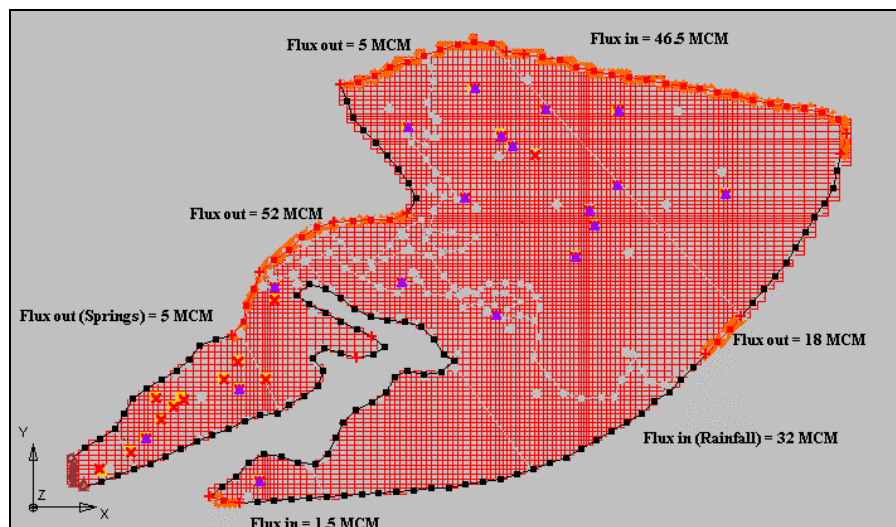 Flux out = 5 MCM
Flux in = 46.5 MCM
Flux out = 52 MCM
Flux out (Springs) = 5 MCM
Flux out = 18 MCM
Flux in (Rainfall) = 32 MCM
Flux in = 1.5 MCM
Y
Z
X